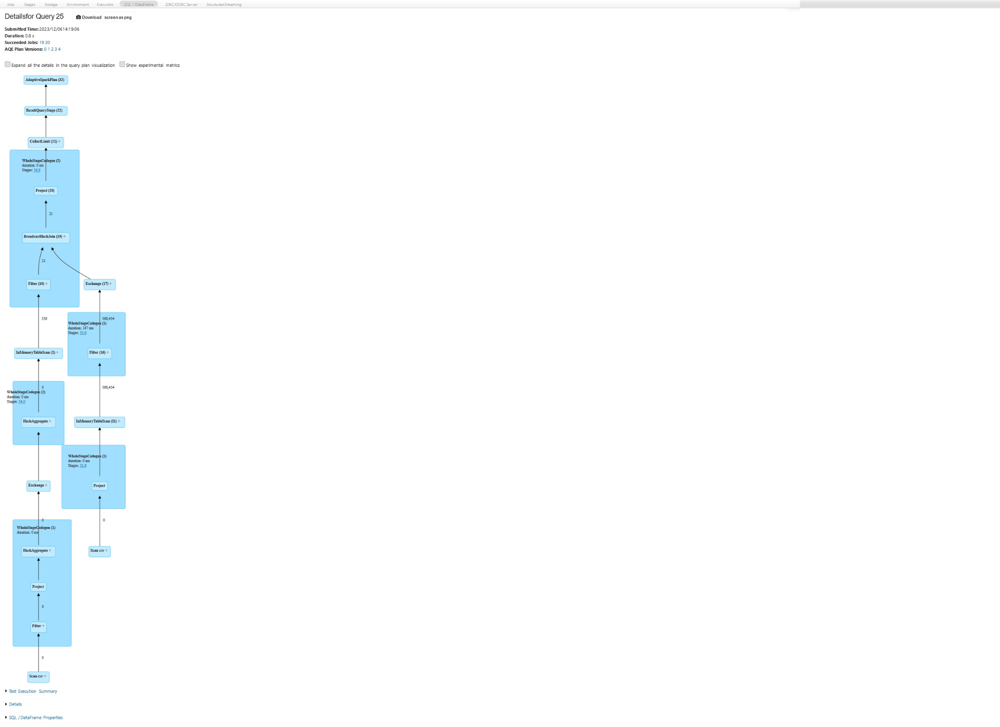 Jobs Stages Storage Environment Executors SQL / DataFrame JDBC/ODBC Server StructuredStreaming
Detailsfor Query 25 Download screen as png
Submitted Time: 2023/12/0614:19:06
Duration: 0.8 s
Succeeded Jobs: 19 20
AQE Plan Versions: 0 1 2 3 4
Expand all the details in the query plan visualization Show experimental metrics
AdaptiveSparkPlan (32)
ResultQueryStage (22)
CollectLimit (21) +
WholeStageCodegen (2)
duration: 0 ms
Stages: 34.0
Project (20)
21
BroadcastHashJoin (19) +
21
Filter (10) + Exchange (17) +
538 568,454
WholeStageCodegen (1)
duration: 167 ms
Stages: 31.0
InMemoryTableScan (1) + Filter (16) +
0 568,454
WholeStageCodegen (2)
duration: 0 ms
Stages: 34.0
HashAggregate + InMemoryTableScan (11) +
WholeStageCodegen (1)
duration: 0 ms
Stages: 31.0
Exchange + Project
0 0
WholeStageCodegen (1)
duration: 0 ms
HashAggregate + Scan csv +
Project
0
Filter +
0
Scan csv +
Text Execution Summary
Details
SQL / DataFrame Properties